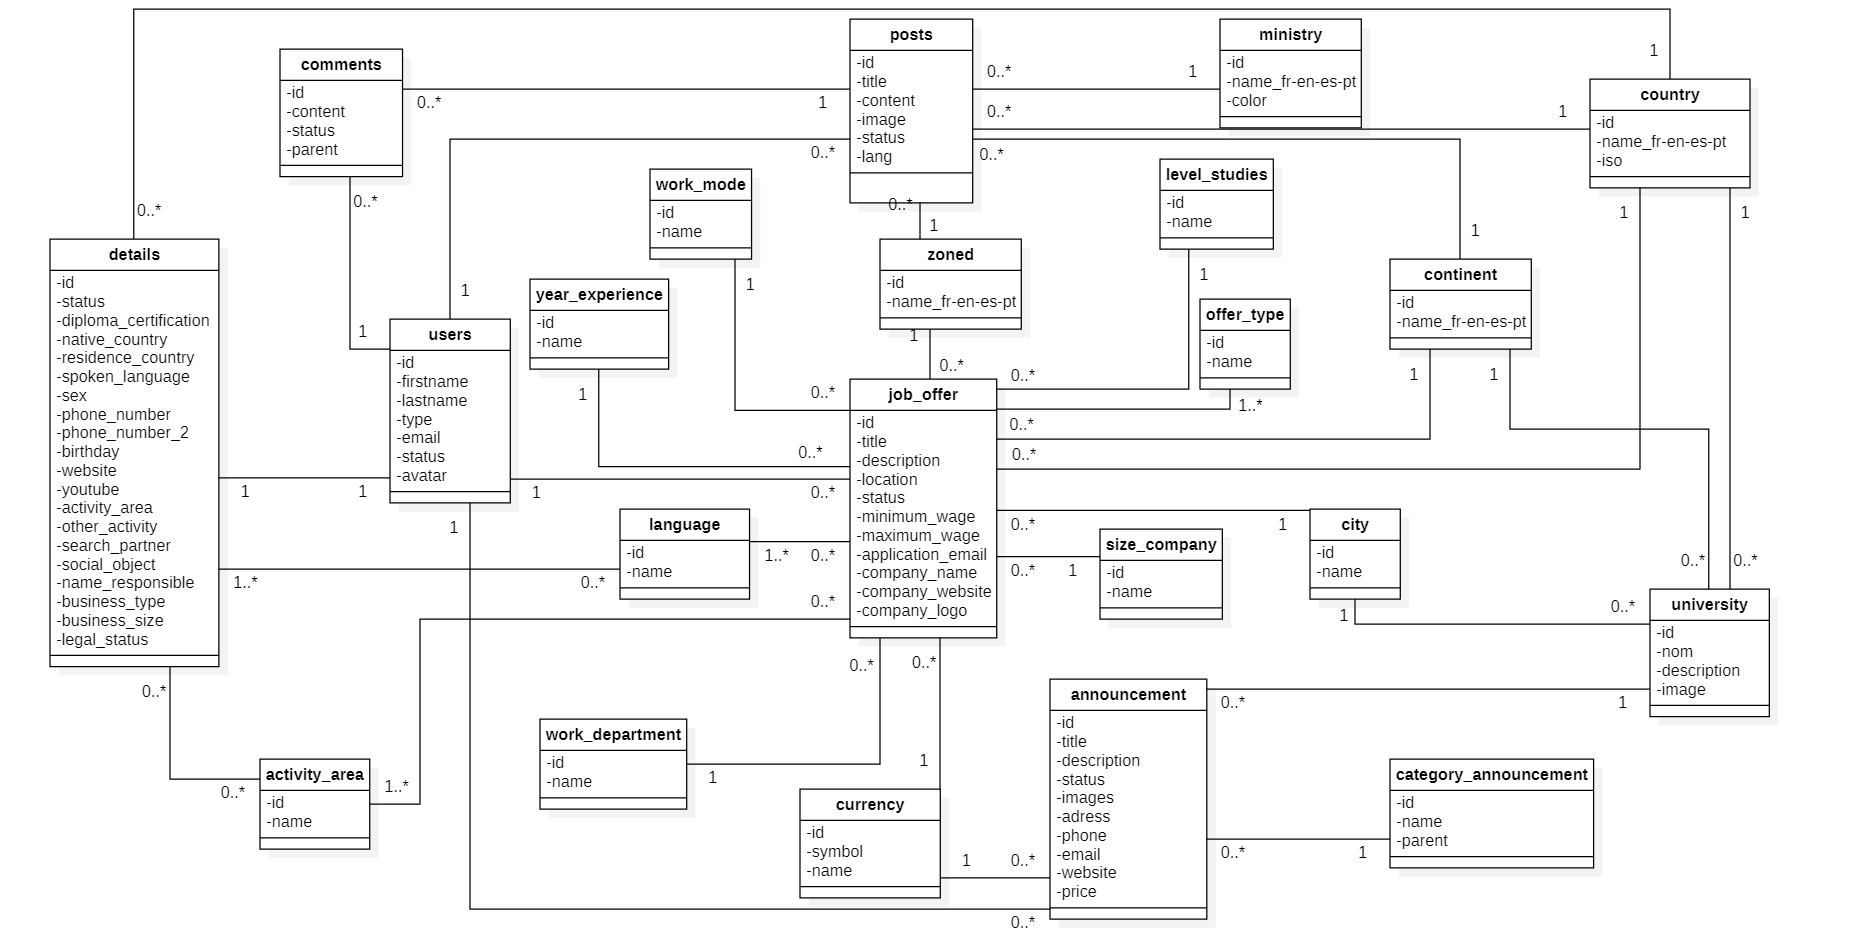 posts
-id
-title
-content
-image
-status
-lang
ministry
-id
-name_fr-en-es-pt
-color
comments
-id
-content
-status
-parent
country
-id
-name_fr-en-es-pt
-iso
0..*
1
0..*
1
0..*
1
1
0..*
0..*
1
0..*
0..*
0..*
1
1
1
1
work_mode
-id
-name
level_studies
-id
-name
details
-id
-status
-diploma_certification
-native_country
-residence_country
-spoken_language
-sex
-phone_number
-phone_number_2
-birthday
-website
-youtube
-activity_area
-other_activity
-search_partner
-social_object
-name_responsible
-business_type
-business_size
-legal_status
zoned
-id
-name_fr-en-es-pt
continent
-id
-name_fr-en-es-pt
year_experience
-id
-name
offer_type
-id
-name
users
-id
-firstname
-lastname
-type
-email
-status
-avatar
1
1
1
1
1
0..*
0..*
1
1
1
0..*
1..*
0..*
0..*
0..*
job_offer
-id
-title
-description
-location
-status
-minimum_wage
-maximum_wage
-application_email
-company_name
-company_website
-company_logo
1
1
1
0..*
language
-id
-name
city
-id
-name
size_company
-id
-name
1
0..*
1
1..*
0..*
0..*
1
0..*
0..*
1..*
0..*
0..*
1
0..*
university
-id
-nom
-description
-image
0..*
0..*
0..*
announcement
-id
-title
-description
-status
-images
-adress
-phone
-email
-website
-price
0..*
1
work_department
-id
-name
1
1
activity_area
-id
-name
0..*
1..*
category_announcement
-id
-name
-parent
currency
-id
-symbol
-name
1
0..*
0..*
1
0..*